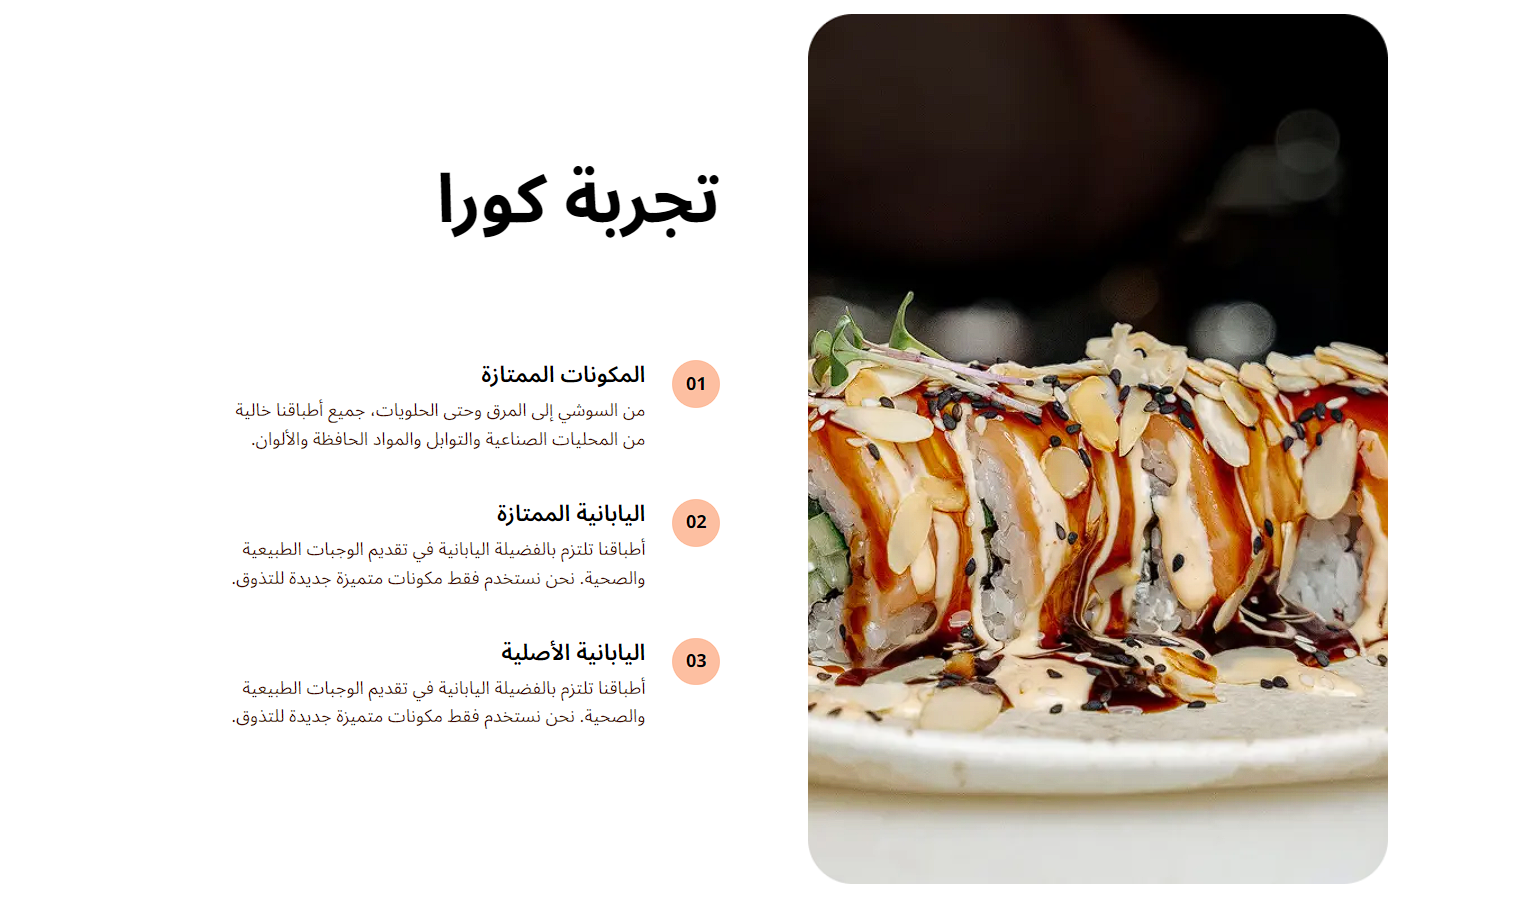 تجربة كورا
01
المكونات الممتازة
من السوشي إلى المرق وحتى الحلويات، جميع أطباقنا خالية
من المحليات الصناعية والتوابل والمواد الحافظة والألوان.
02
اليابانية الممتازة
أطباقنا تلتزم بالفضيلة اليابانية في تقديم الوجبات الطبيعية
والصحية. نحن نستخدم فقط مكونات متميزة جديدة للتذوق.
03
اليابانية الأصلية
أطباقنا تلتزم بالفضيلة اليابانية في تقديم الوجبات الطبيعية
والصحية. نحن نستخدم فقط مكونات متميزة جديدة للتذوق.